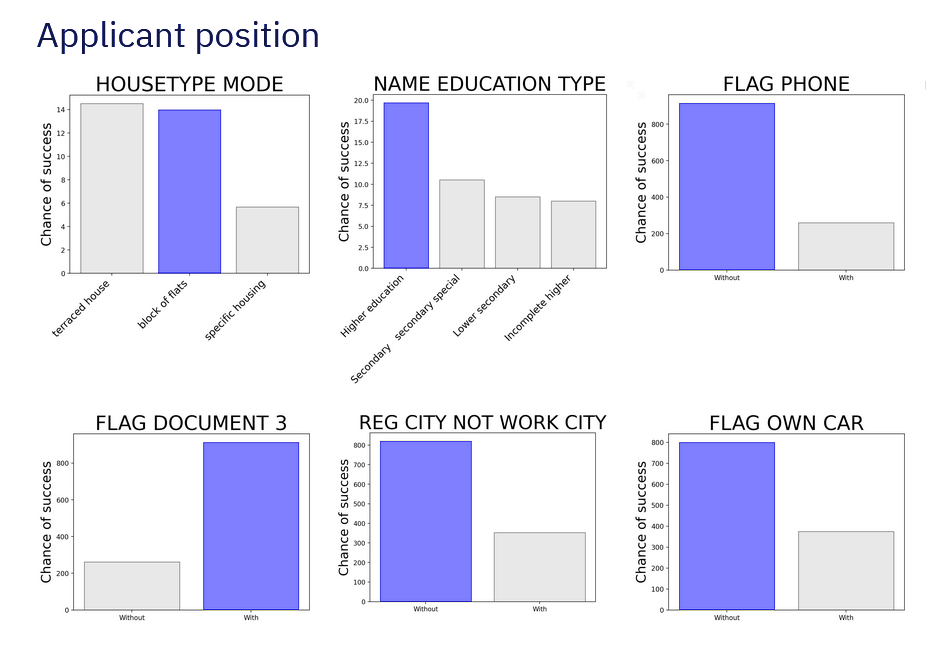 Applicant position
HOUSETYPE MODE
Chance of success
14
12
10
8
6
4
2
0
terraced house
block of flats
specific housing
NAME EDUCATION TYPE
Chance of success
20.0
17.5
15.0
12.5
10.0
7.5
5.0
2.5
0.0
Higher education
Secondary   secondary special
Lower secondary
Incomplete higher
FLAG PHONE
Chance of success
800
600
400
200
0
Without
With
FLAG DOCUMENT 3
Chance of success
800
600
400
200
0
Without
With
REG CITY NOT WORK CITY
Chance of success
800
700
600
500
400
300
200
100
0
Without
With
FLAG OWN CAR
Chance of success
800
700
600
500
400
300
200
100
0
Without
With